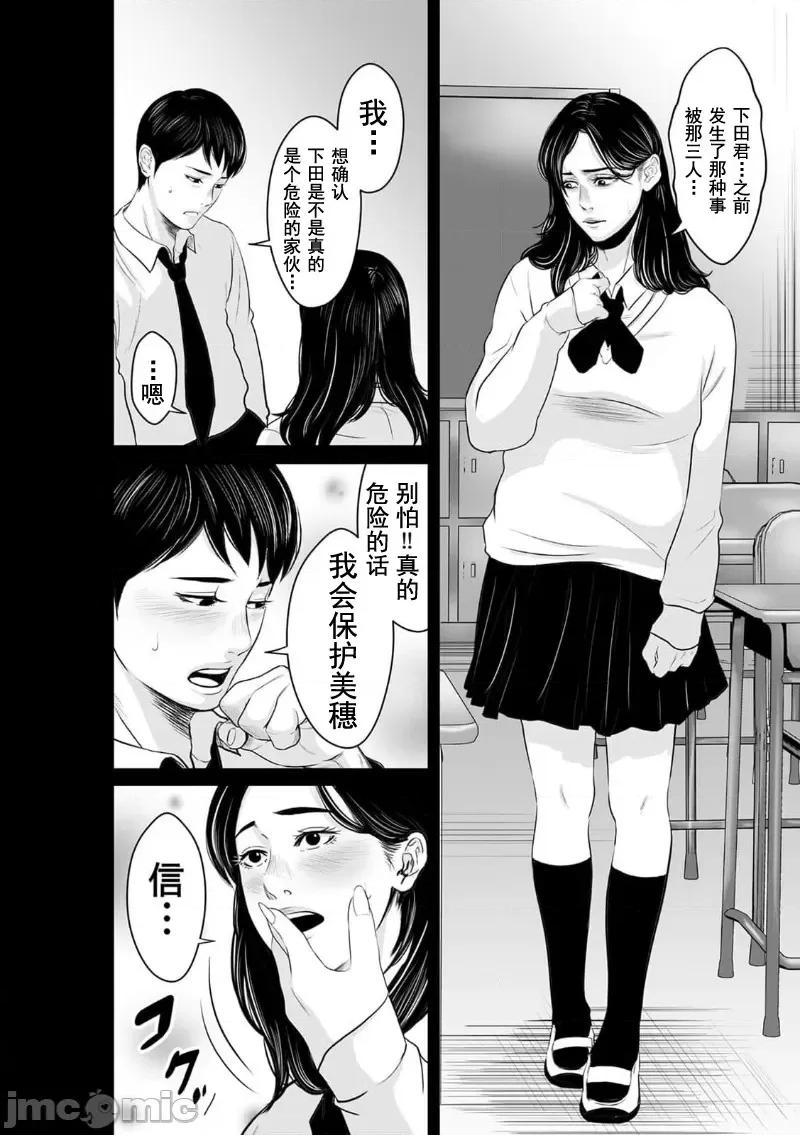 下田君…之前
发生了那种事
被那三人…
我…
想确认
下田是不是真的
是个危险的家伙…
…嗯
别怕!!真的
危险的话
我会保护美穗
信…
コクッ
jmcomic